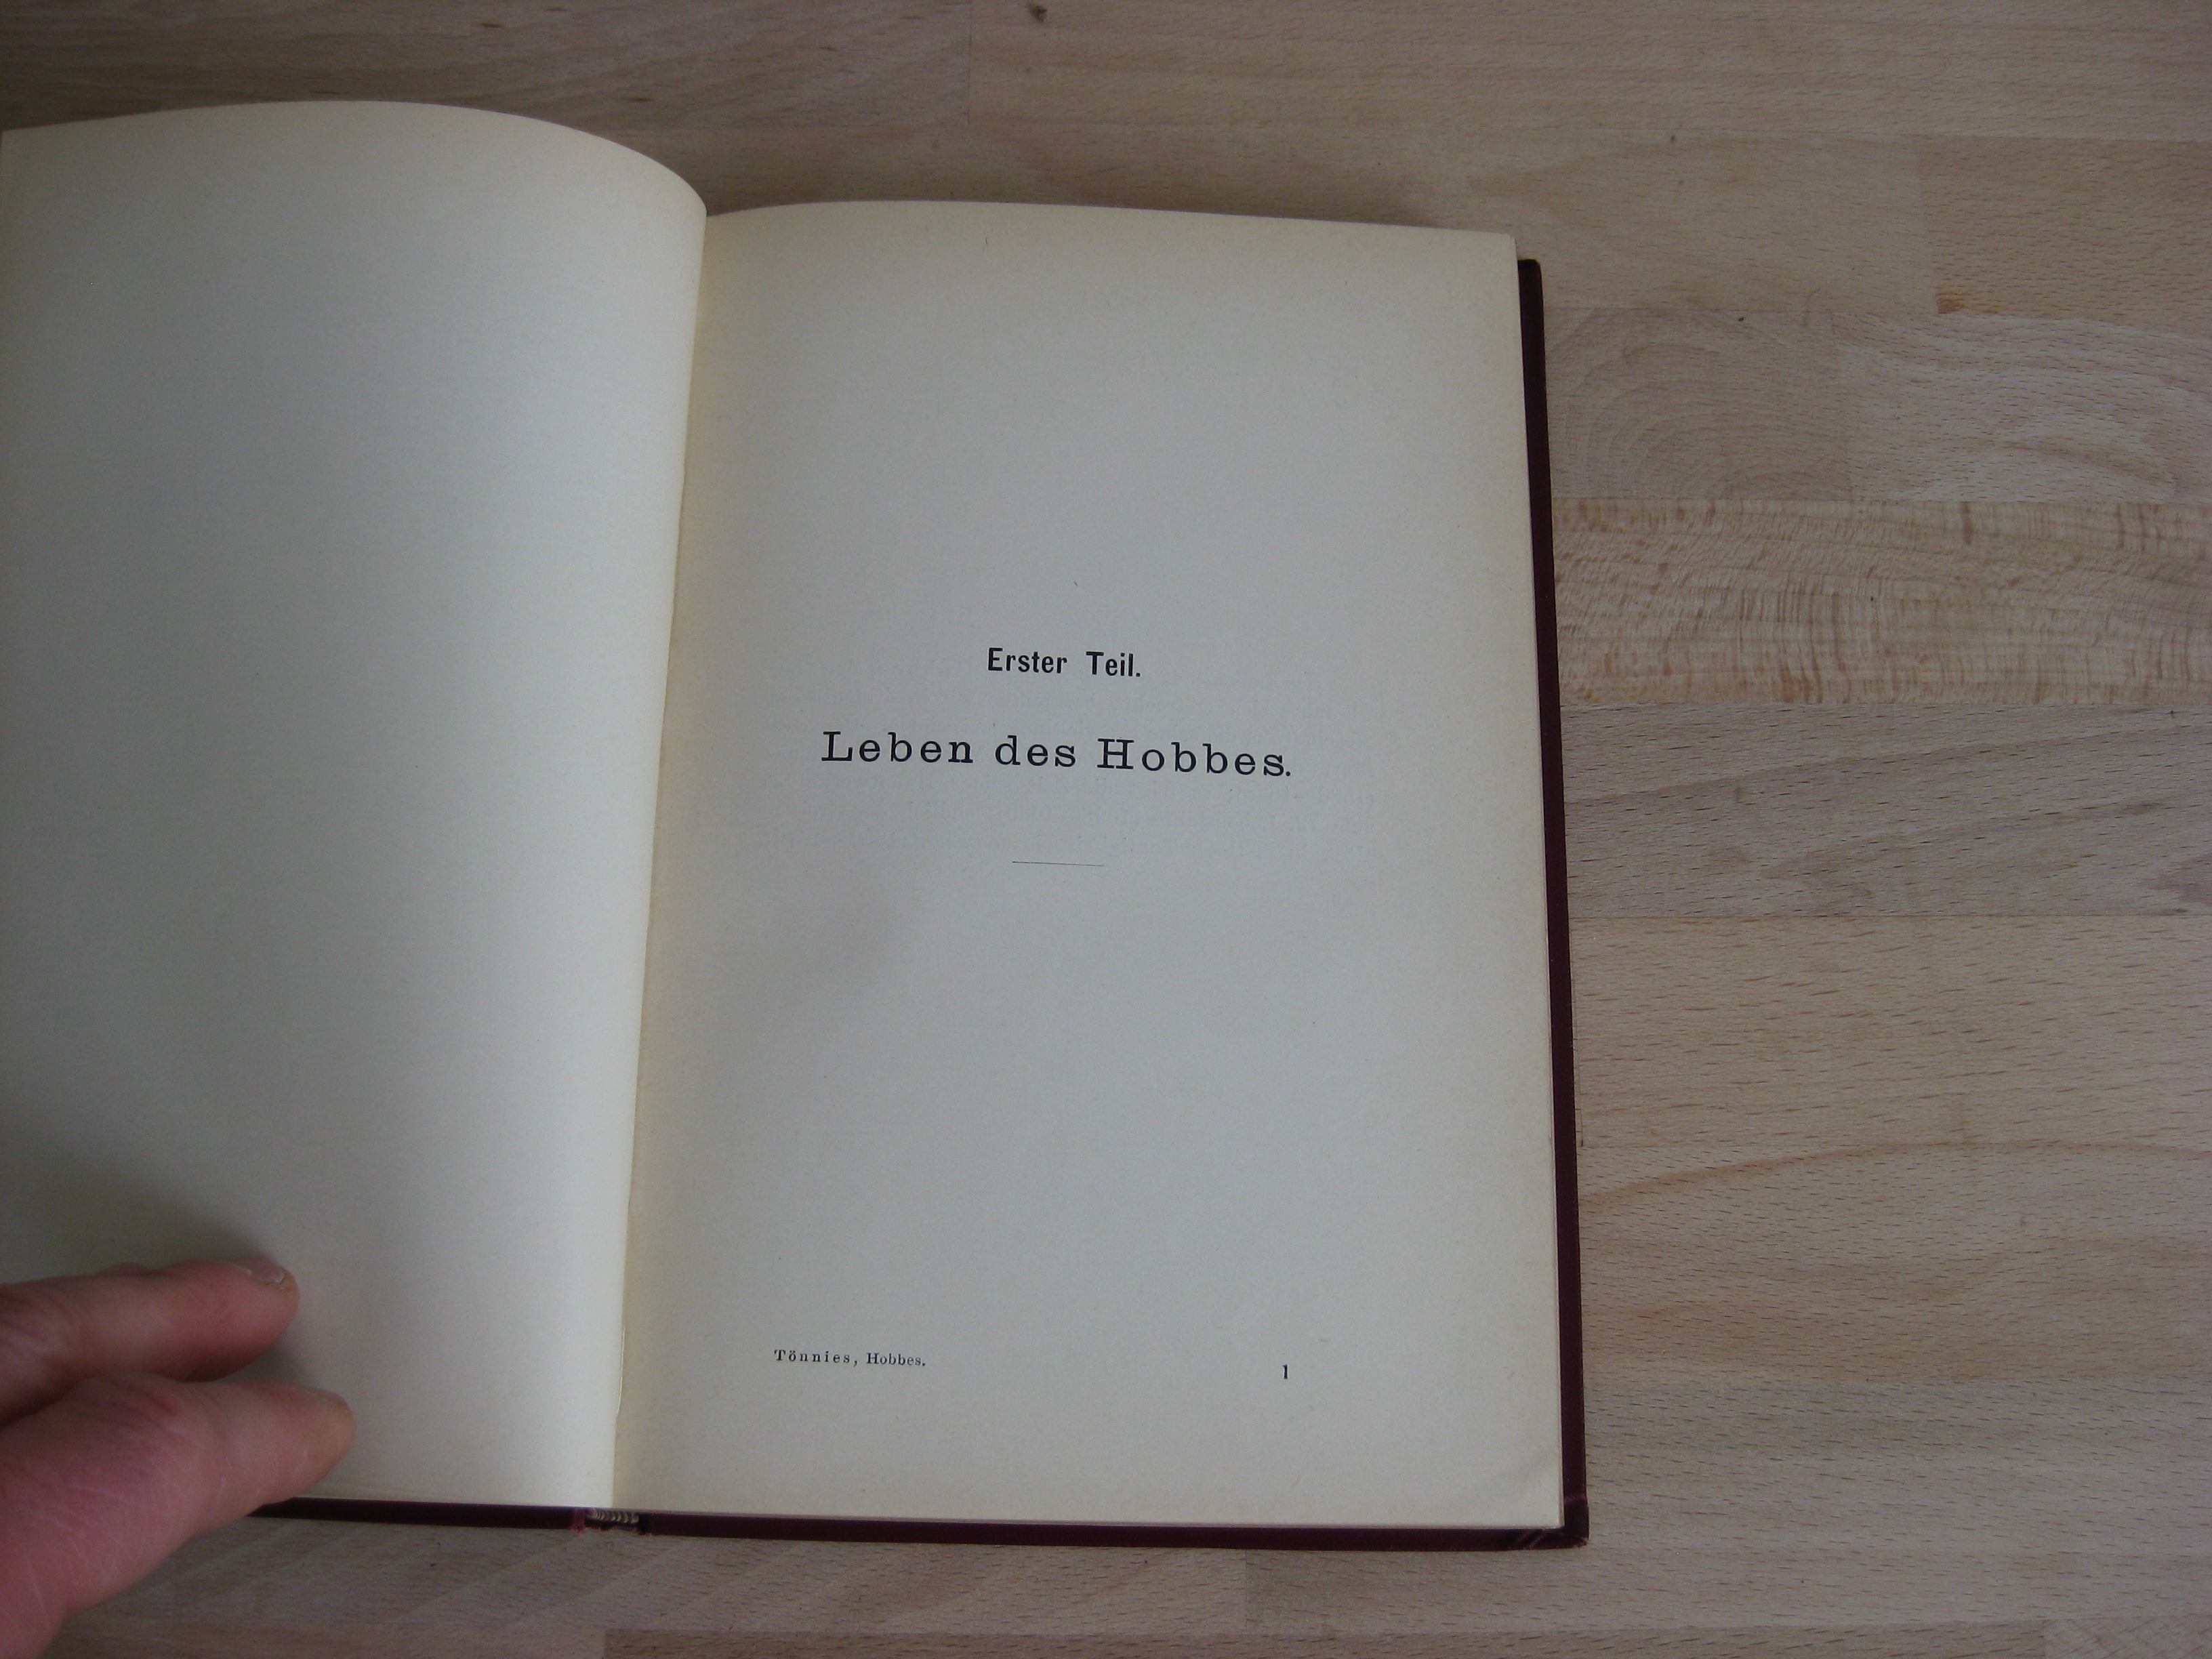 Erster Teil.
Leben des Hobbes.
Tönnies, Hobbes. 1